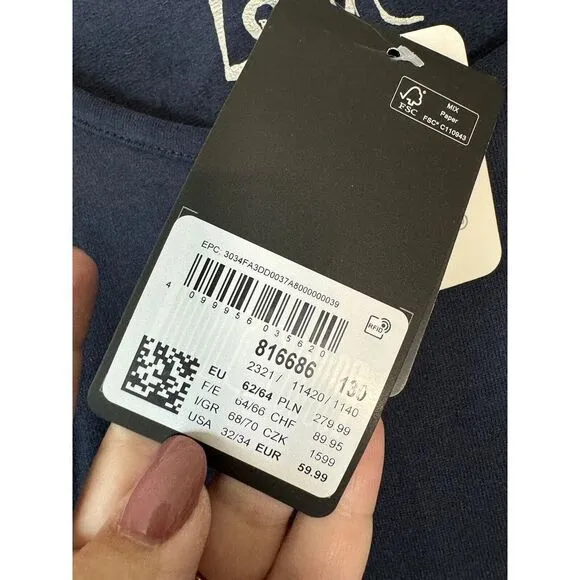 MIX
Paper
FSC® C110943
FSC
EPC: 3034FA3DD0037A8000000039
4 099956 035620
RFID
816686 130
2321/ 11420/1140
EU 62/64 PLN 279.99
F/E 64/66 CHF 89.95
I/GR 68/70 CZK 1599
USA 32/34 EUR 59.99